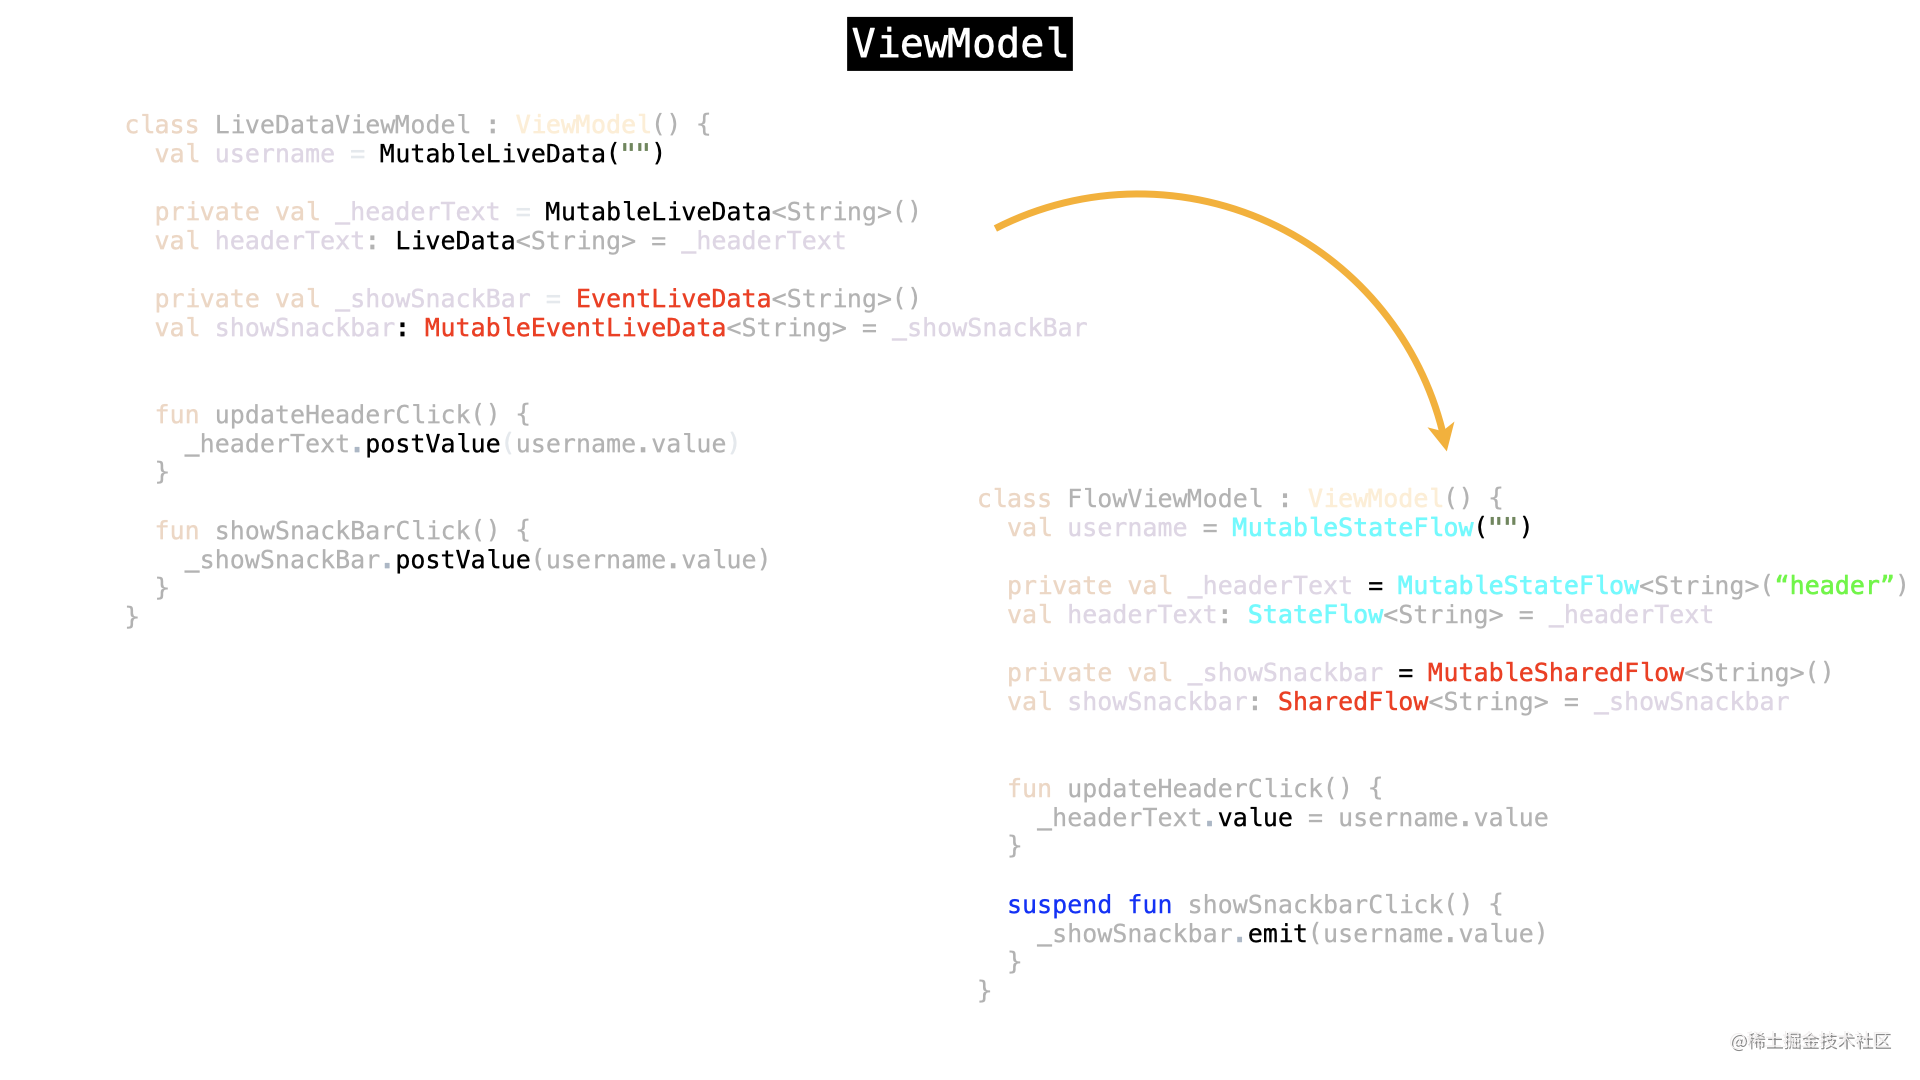 ViewModel
class LiveDataViewModel : ViewModel() {
  val username = MutableLiveData("")
  private val _headerText = MutableLiveData<String>()
  val headerText: LiveData<String> = _headerText
  private val _showSnackBar = EventLiveData<String>()
  val showSnackbar: MutableEventLiveData<String> = _showSnackBar
  fun updateHeaderClick() {
    _headerText.postValue(username.value)
  }
  fun showSnackBarClick() {
    _showSnackBar.postValue(username.value)
  }
}
class FlowViewModel : ViewModel() {
  val username = MutableStateFlow("")
  private val _headerText = MutableStateFlow<String>(“header”)
  val headerText: StateFlow<String> = _headerText
  private val _showSnackbar = MutableSharedFlow<String>()
  val showSnackbar: SharedFlow<String> = _showSnackbar
  fun updateHeaderClick() {
    _headerText.value = username.value
  }
  suspend fun showSnackbarClick() {
    _showSnackbar.emit(username.value)
  }
}
@稀土掘金技术社区